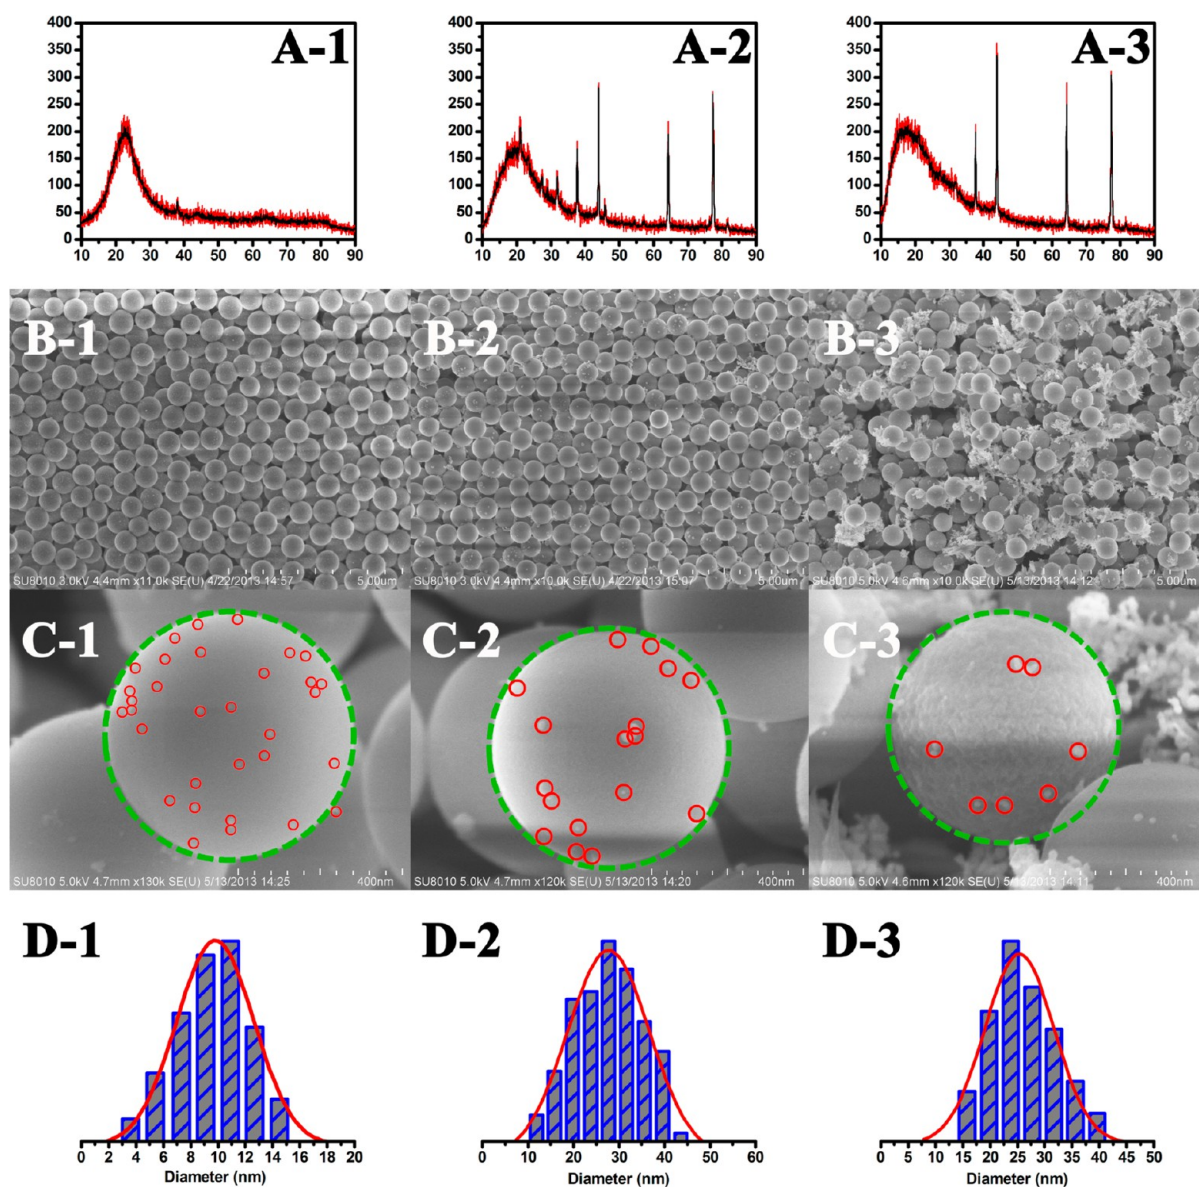 A-1
400
350
300
250
200
150
100
50
0
10 20 30 40 50 60 70 80 90
A-2
400
350
300
250
200
150
100
50
0
10 20 30 40 50 60 70 80 90
A-3
400
350
300
250
200
150
100
50
0
10 20 30 40 50 60 70 80 90
B-1
SU8010 3.0kV 4.4mm x11.0k SE(U) 4/22/2013 14:57 5.00um
B-2
SU8010 3.0kV 4.4mm x10.0k SE(U) 4/22/2013 15:07 5.00um
B-3
SU8010 5.0kV 4.6mm x10.0k SE(U) 5/13/2013 14:12 5.00um
C-1
SU8010 5.0kV 4.7mm x130k SE(U) 5/13/2013 14:25 400nm
C-2
SU8010 5.0kV 4.7mm x120k SE(U) 5/13/2013 14:20 400nm
C-3
SU8010 5.0kV 4.6mm x120k SE(U) 5/13/2013 14:11 400nm
D-1
0 2 4 6 8 10 12 14 16 18 20
Diameter (nm)
D-2
0 10 20 30 40 50 60
Diameter (nm)
D-3
0 5 10 15 20 25 30 35 40 45 50
Diameter (nm)